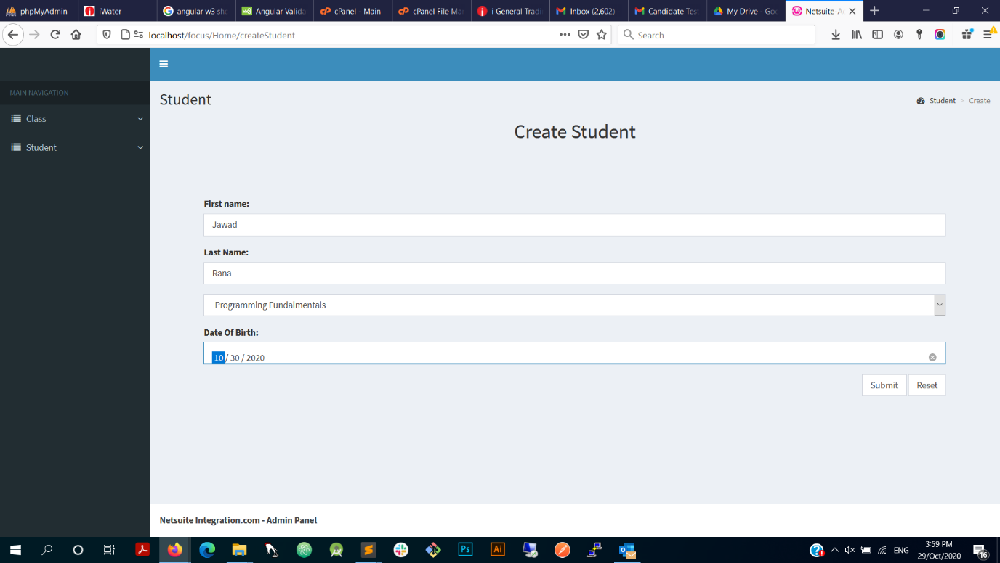 phpMyAdmin
iWater
angular w3 sho
Angular Valida
cPanel - Main
cPanel File Ma
i General Tradi
Inbox (2,602) -
Candidate Test
My Drive - Goo
Netsuite-A
localhost/focus/Home/createStudent
Search
MAIN NAVIGATION
Class
Student
Student
Student > Create
Create Student
First name:
Jawad
Last Name:
Rana
Programming Fundalmentals
Date Of Birth:
10 / 30 / 2020
Submit Reset
Netsuite Integration.com - Admin Panel
ENG
3:59 PM
29/Oct/2020
16